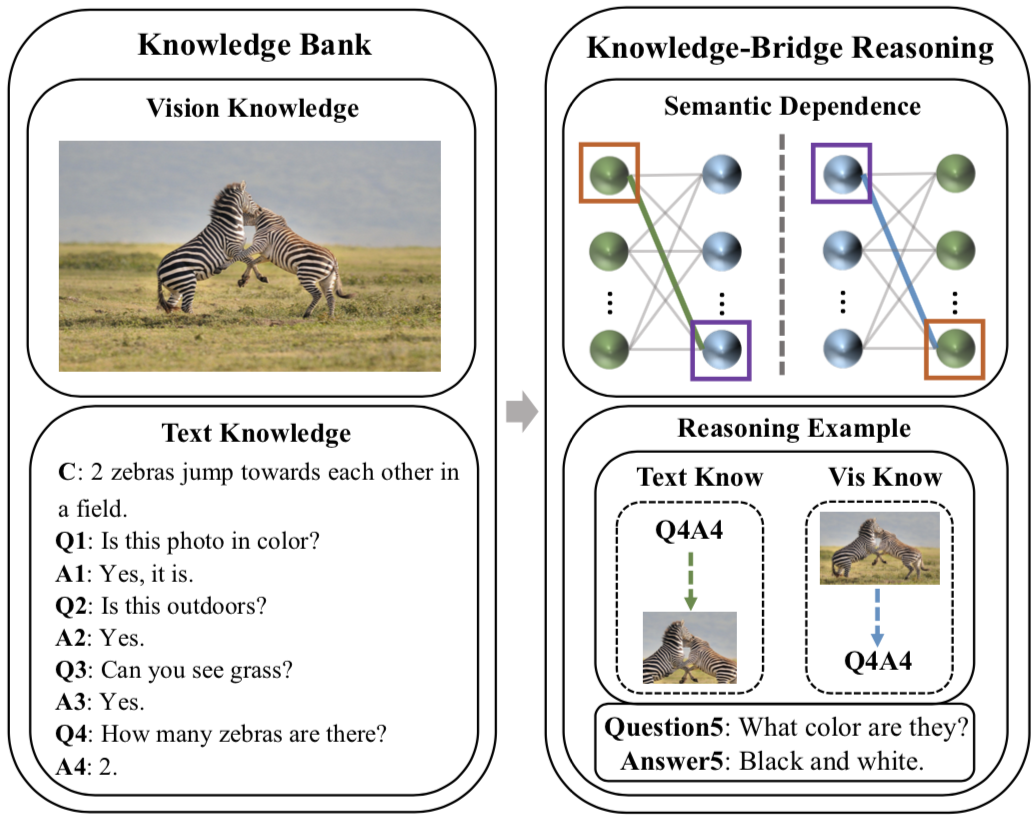 Knowledge Bank
Vision Knowledge
Text Knowledge
C: 2 zebras jump towards each other in
a field.
Q1: Is this photo in color?
A1: Yes, it is.
Q2: Is this outdoors?
A2: Yes.
Q3: Can you see grass?
A3: Yes.
Q4: How many zebras are there?
A4: 2.
Knowledge-Bridge Reasoning
Semantic Dependence
Reasoning Example
Text Know
Vis Know
Q4A4
Q4A4
Question5: What color are they?
Answer5: Black and white.